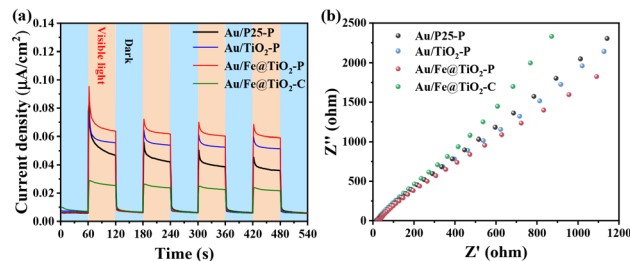 (a)
0.14
0.12
0.10
0.08
0.06
0.04
0.02
0.00
Currrent density (μA/cm²)
Visible light
Dark
Au/P25-P
Au/TiO₂-P
Au/Fe@TiO₂-P
Au/Fe@TiO₂-C
0 60 120 180 240 300 360 420 480 540
Time (s)
(b)
2500
2000
1500
1000
500
0
Z'' (ohm)
Au/P25-P
Au/TiO₂-P
Au/Fe@TiO₂-P
Au/Fe@TiO₂-C
0 200 400 600 800 1000 1200
Z' (ohm)